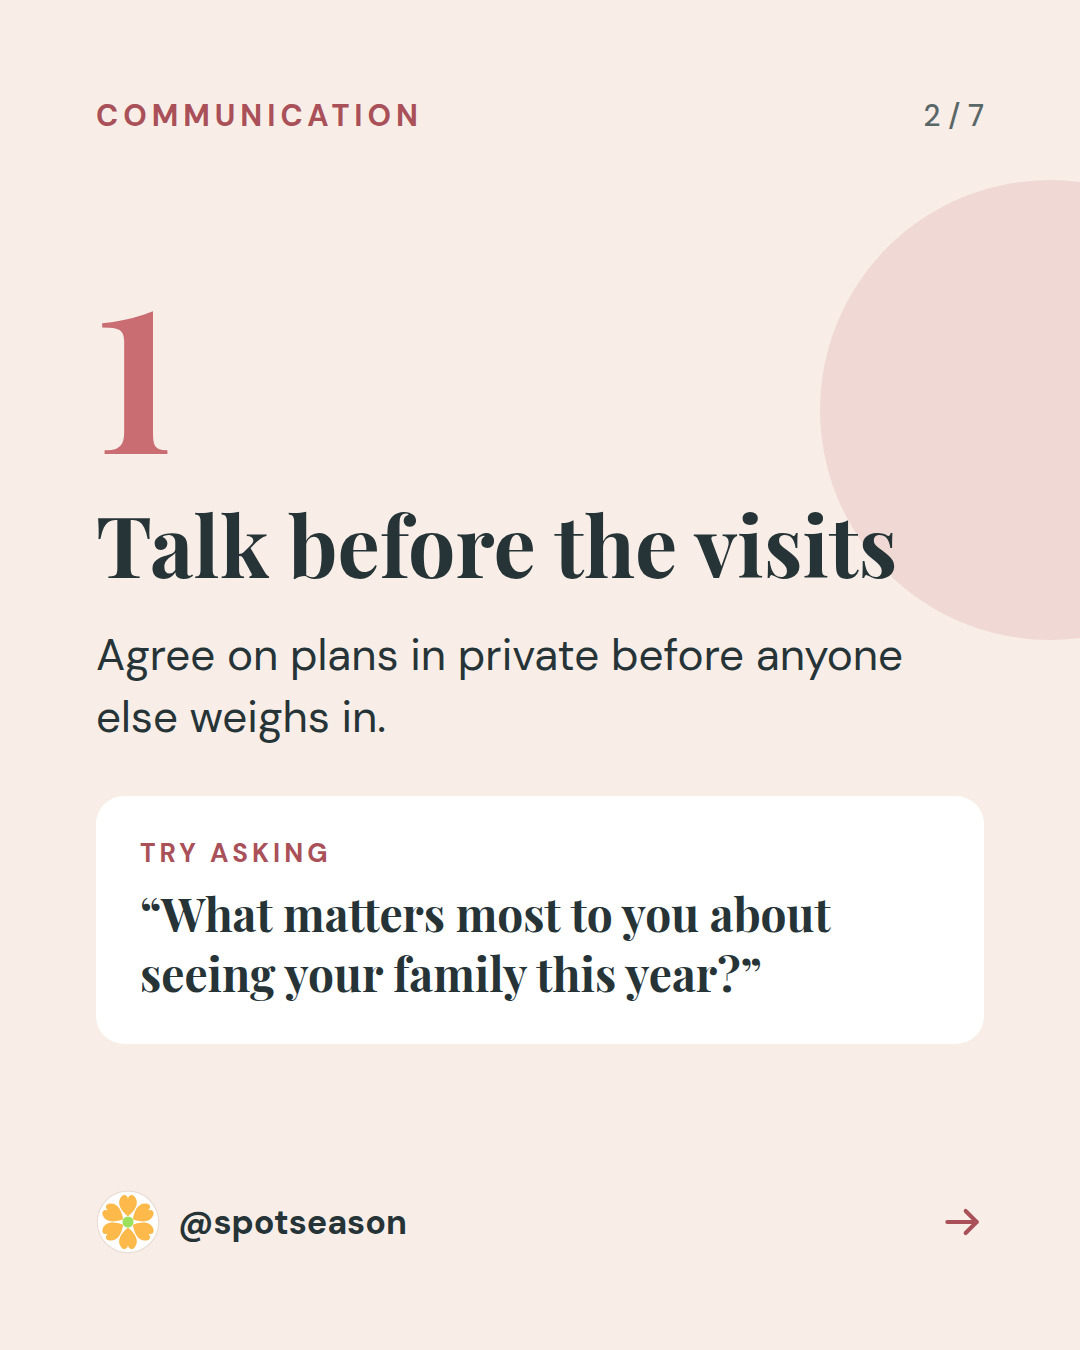 COMMUNICATION
2 / 7
1
Talk before the visits
Agree on plans in private before anyone
else weighs in.
TRY ASKING
“What matters most to you about
seeing your family this year?”
@spotseason